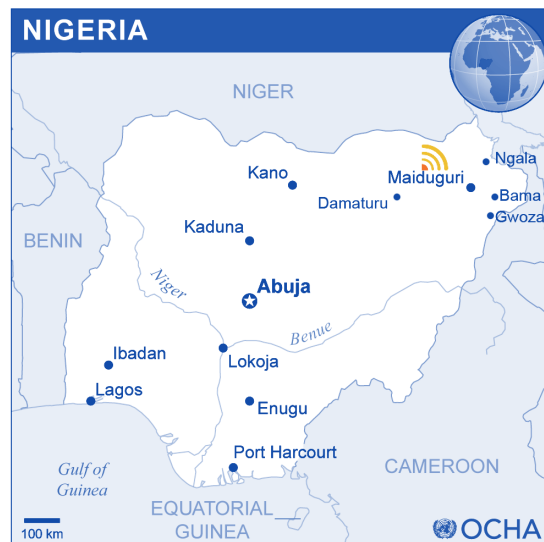 NIGERIA
NIGER
Ngala
Kano
Maiduguri
Damaturu
Bama
Gwoza
Kaduna
BENIN
Niger
Abuja
Benue
Ibadan
Lokoja
Lagos
Enugu
Port Harcourt
Gulf of
Guinea
CAMEROON
EQUATORIAL
GUINEA
100 km
OCHA